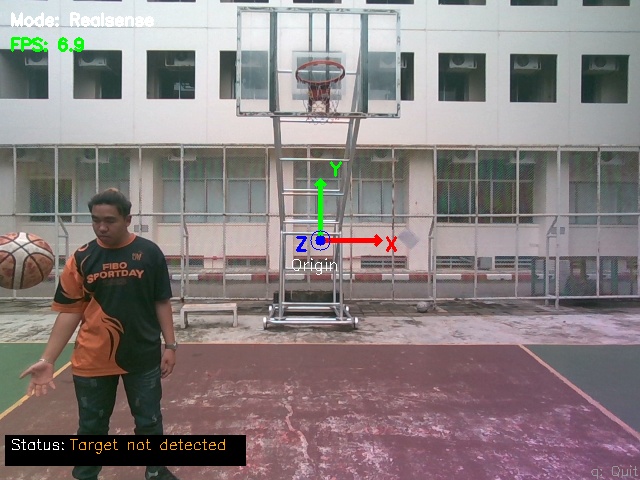 Mode: Realsense
FPS: 6.9
Y
Z
X
Origin
FIBO
SPORTDAY
Status: Target not detected
q: Quit